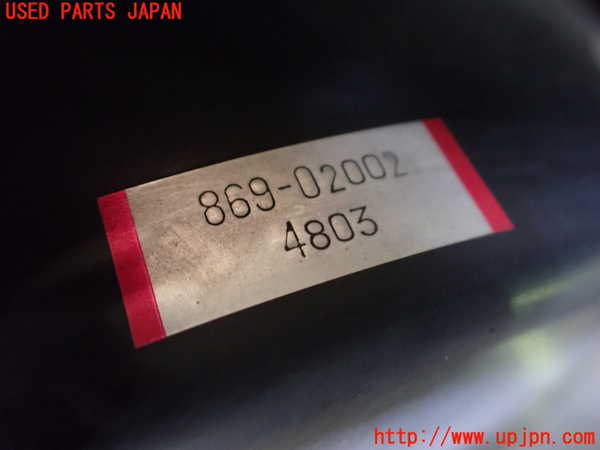 USED PARTS JAPAN
869-02002
4803
http://www.upjpn.com/